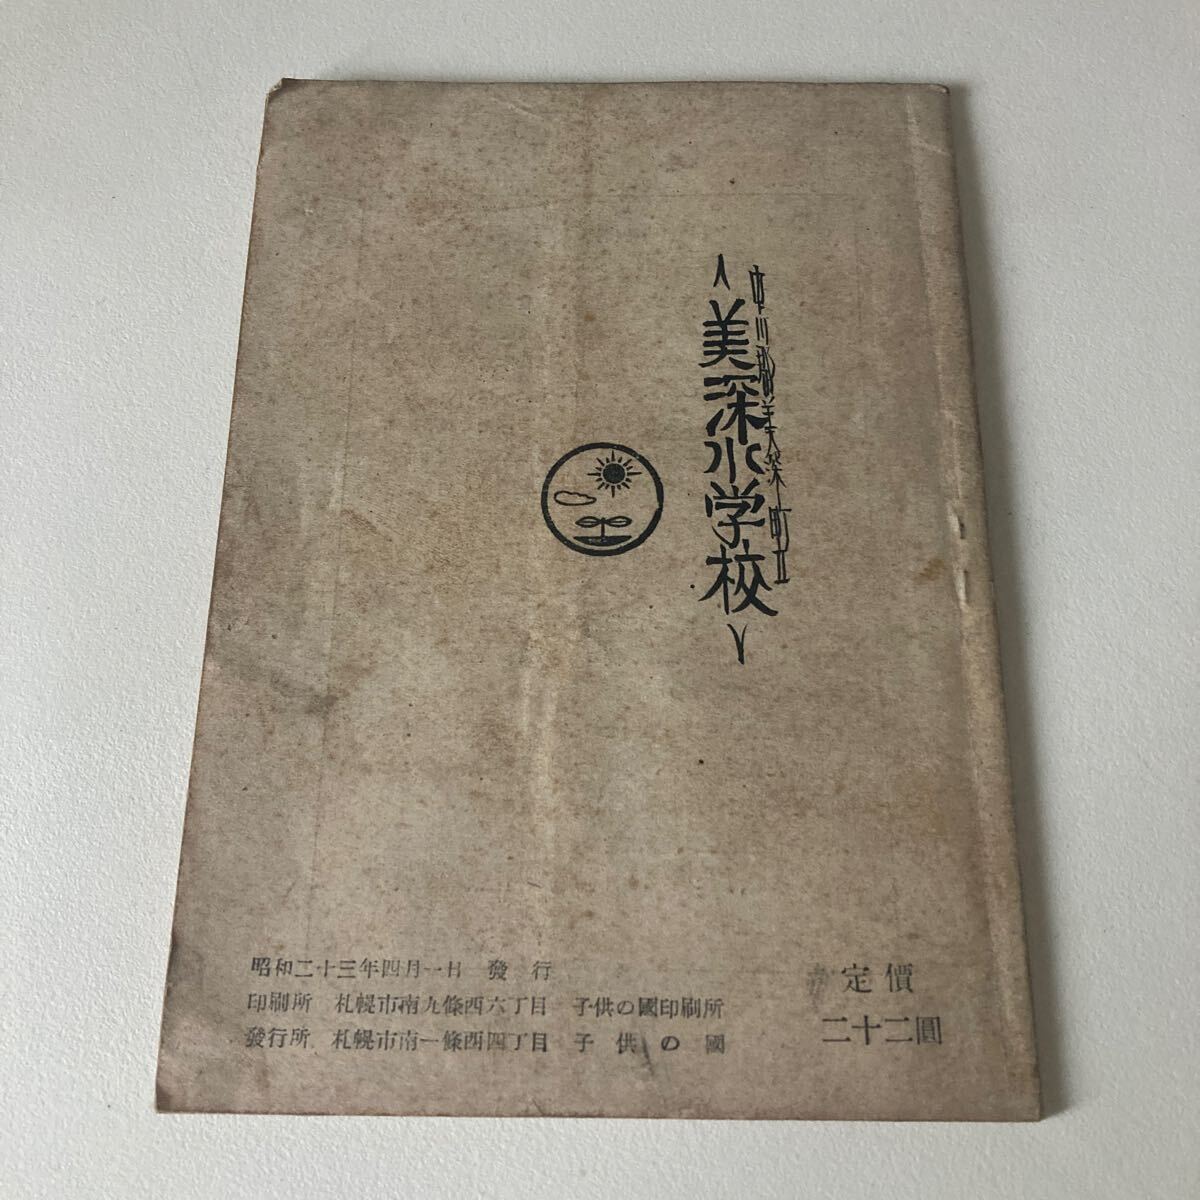 中川郡美深町立
美深小学校
昭和二十三年四月一日 發行
印刷所 札幌市南九條西六丁目 子供の國印刷所
發行所 札幌市南一條西四丁目 子供の國
定價
二十二圓